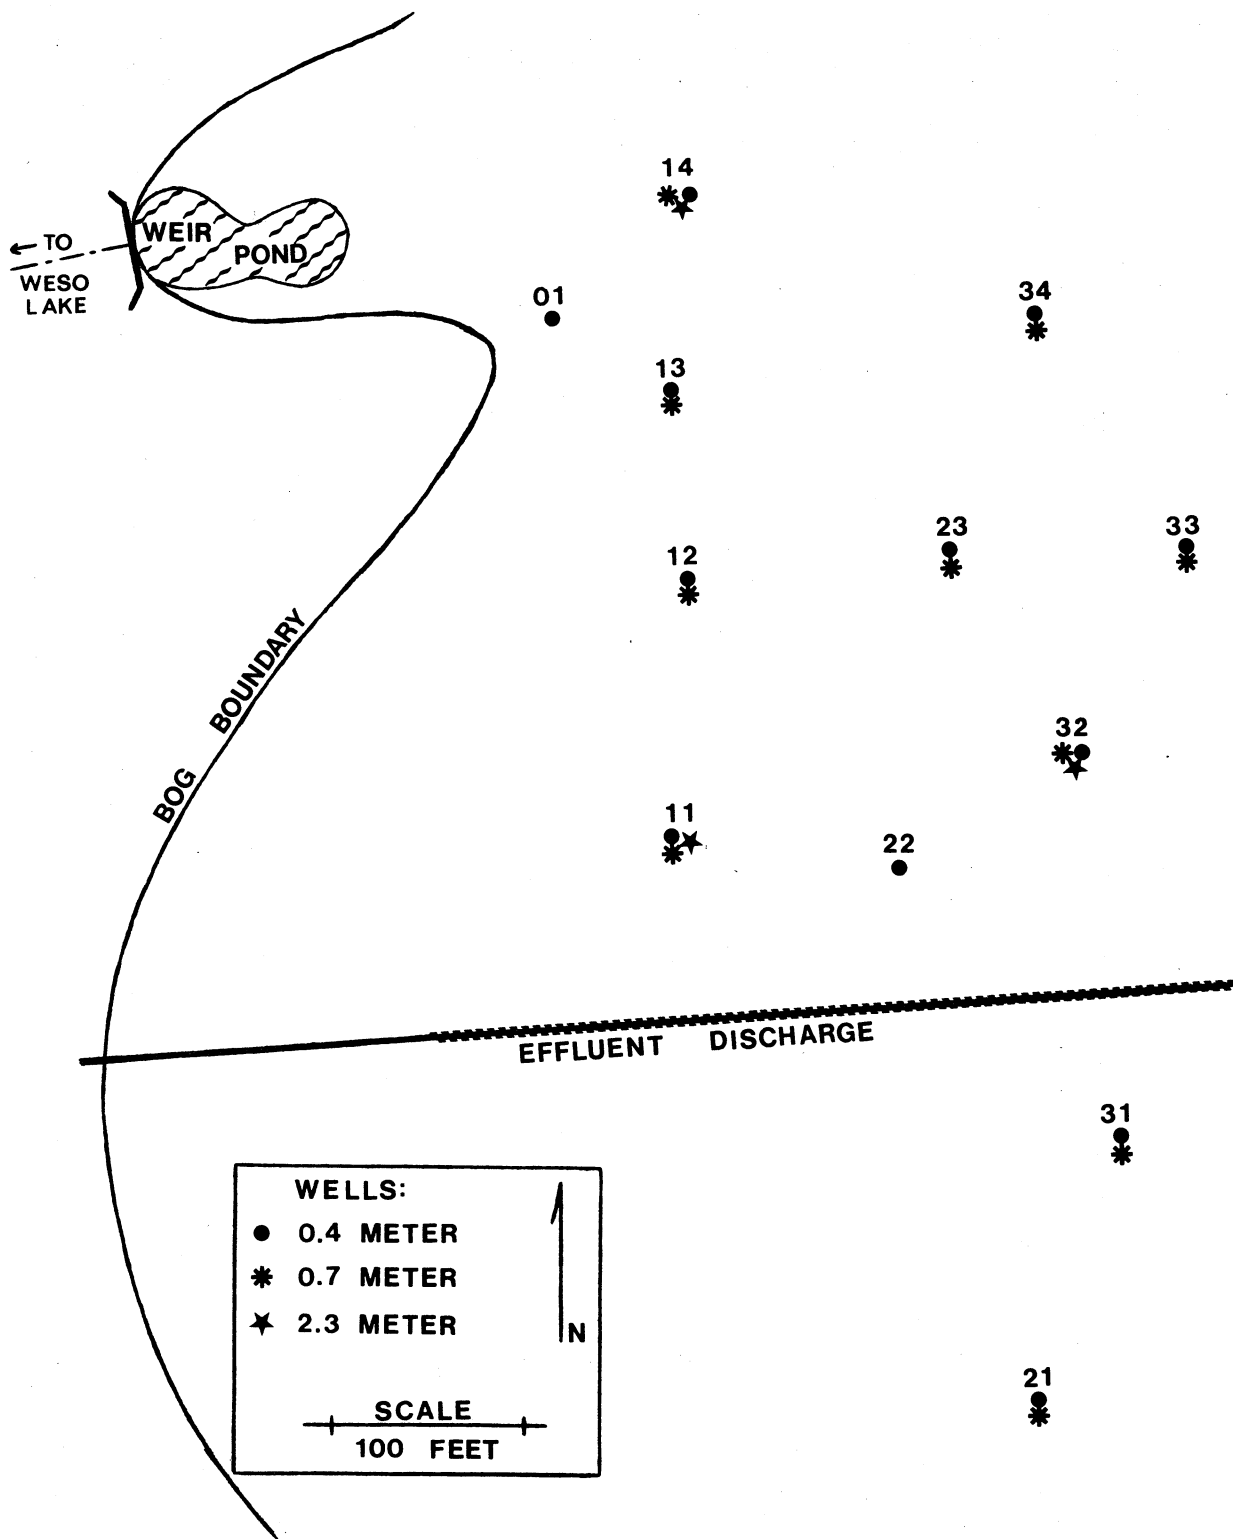 14
WEIR
POND
← TO
WESO
LAKE
01
34
13
23
33
12
BOG BOUNDARY
32
11
22
EFFLUENT DISCHARGE
31
WELLS:
0.4 METER
0.7 METER
2.3 METER
N
21
SCALE
100 FEET